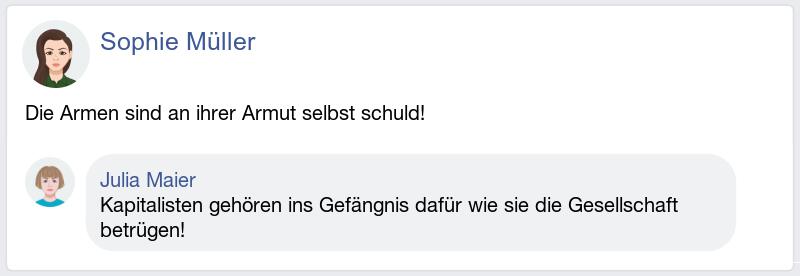 Sophie Müller
Die Armen sind an ihrer Armut selbst schuld!
Julia Maier
Kapitalisten gehören ins Gefängnis dafür wie sie die Gesellschaft
betrügen!